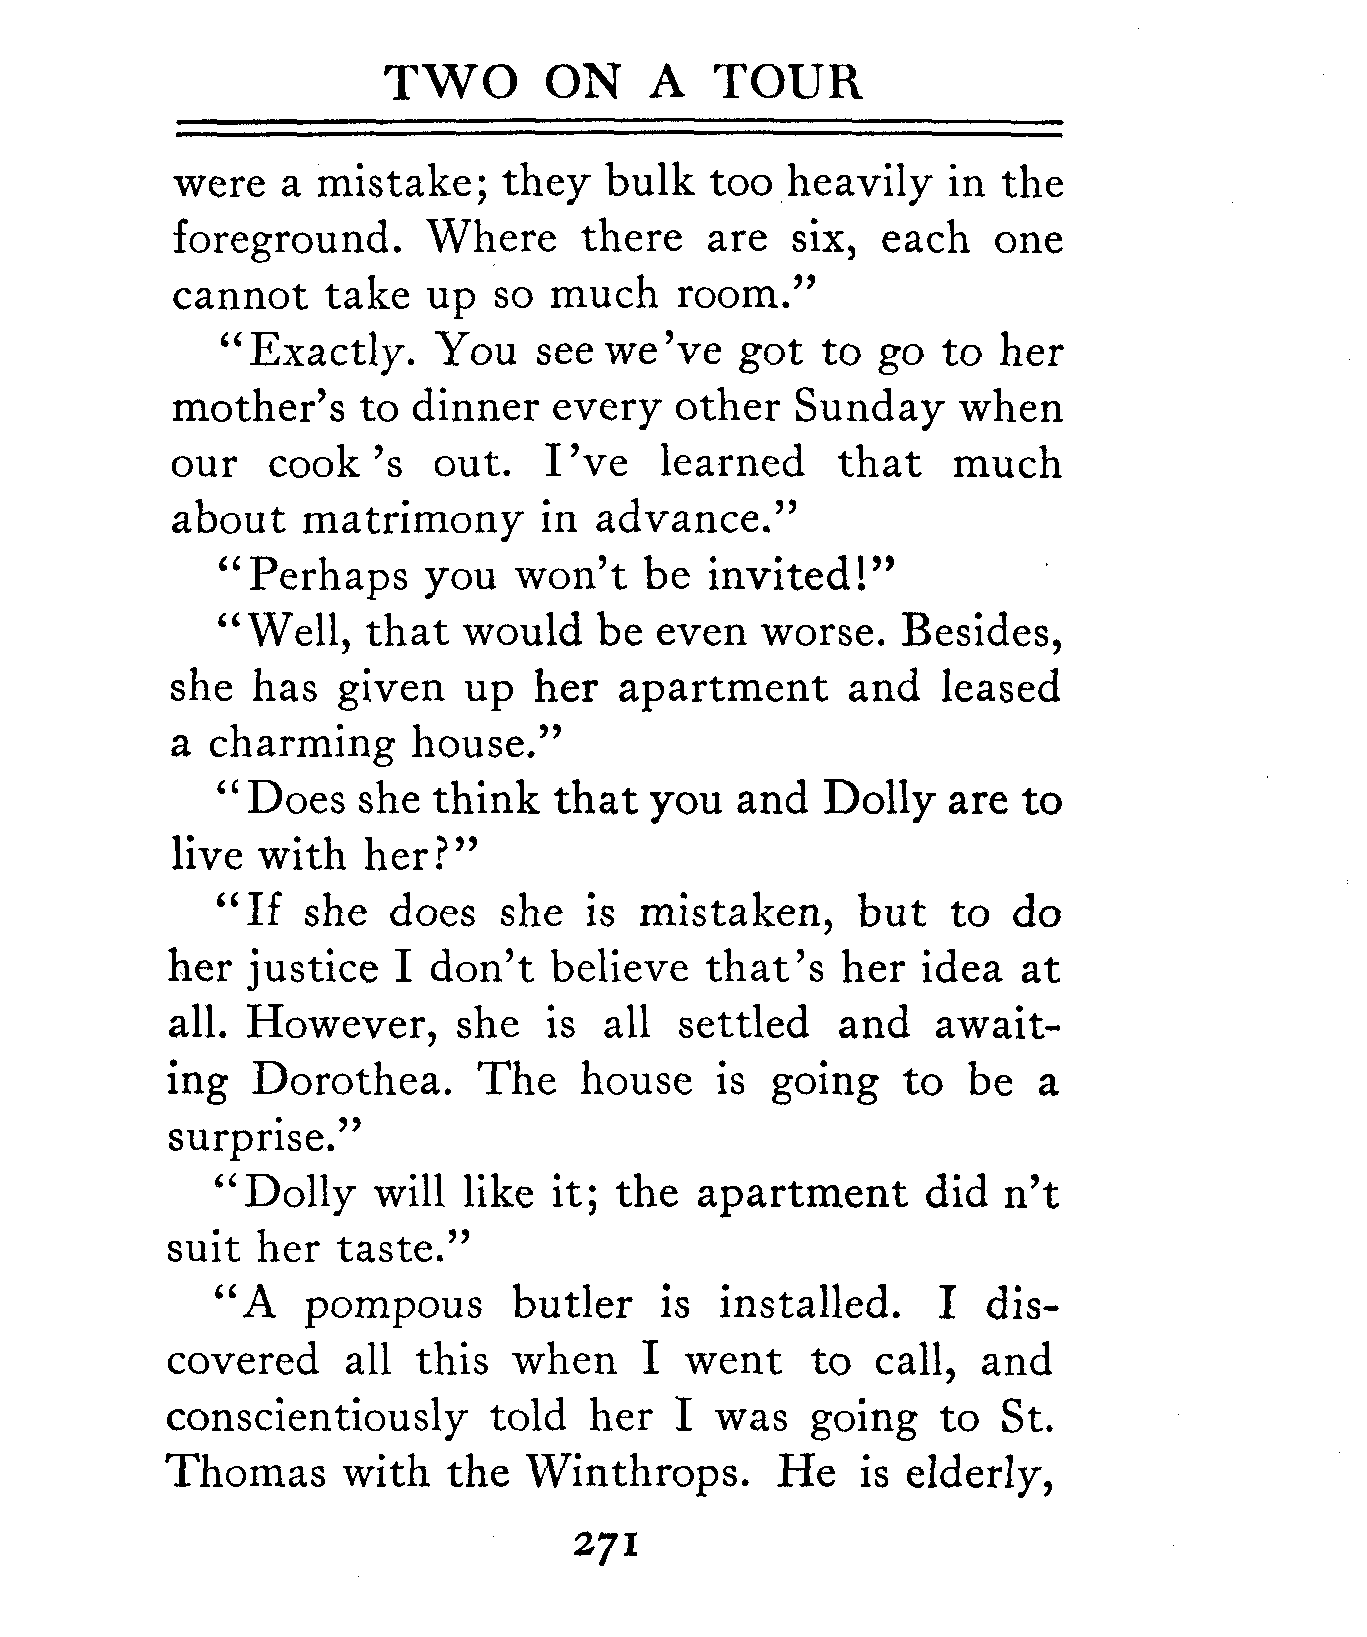 TWO ON A TOUR
were a mistake; they bulk too heavily in the
foreground. Where there are six, each one
cannot take up so much room.”
“Exactly. You see we’ve got to go to her
mother’s to dinner every other Sunday when
our cook ’s out. I’ve learned that much
about matrimony in advance.”
“Perhaps you won’t be invited!”
“Well, that would be even worse. Besides,
she has given up her apartment and leased
a charming house.”
“Does she think that you and Dolly are to
live with her?”
“If she does she is mistaken, but to do
her justice I don’t believe that’s her idea at
all. However, she is all settled and await-
ing Dorothea. The house is going to be a
surprise.”
“Dolly will like it; the apartment did n’t
suit her taste.”
“A pompous butler is installed. I dis-
covered all this when I went to call, and
conscientiously told her I was going to St.
Thomas with the Winthrops. He is elderly,
271